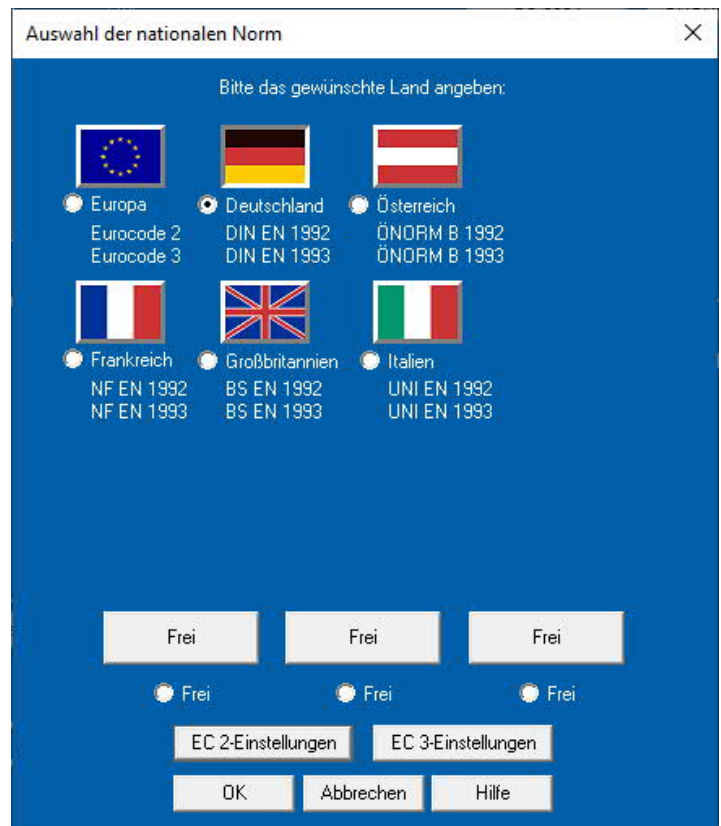 Auswahl der nationalen Norm
Bitte das gewünschte Land angeben:
Europa
Eurocode 2
Eurocode 3
Deutschland
DIN EN 1992
DIN EN 1993
Österreich
ÖNORM B 1992
ÖNORM B 1993
Frankreich
NF EN 1992
NF EN 1993
Großbritannien
BS EN 1992
BS EN 1993
Italien
UNI EN 1992
UNI EN 1993
Frei
Frei
Frei
Frei
Frei
Frei
EC 2-Einstellungen
EC 3-Einstellungen
OK
Abbrechen
Hilfe